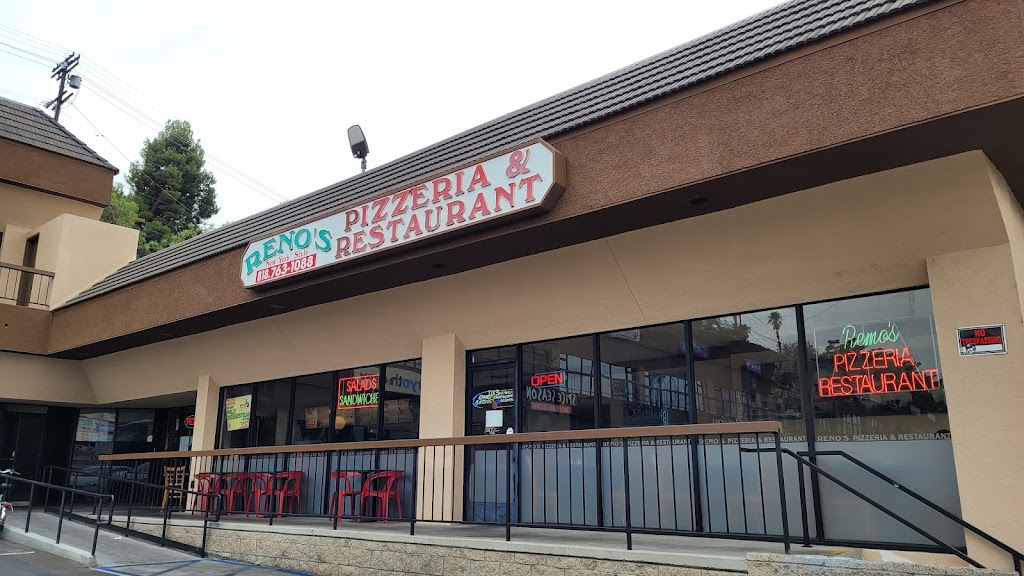 RENO'S
PIZZERIA &
RESTAURANT
New York Style
818 763-1088
SALADS
SANDWICHES
OPEN
Remo's
PIZZERIA
RESTAURANT
NO
TRESPASSING
RENO'S PIZZERIA & RESTAURANT